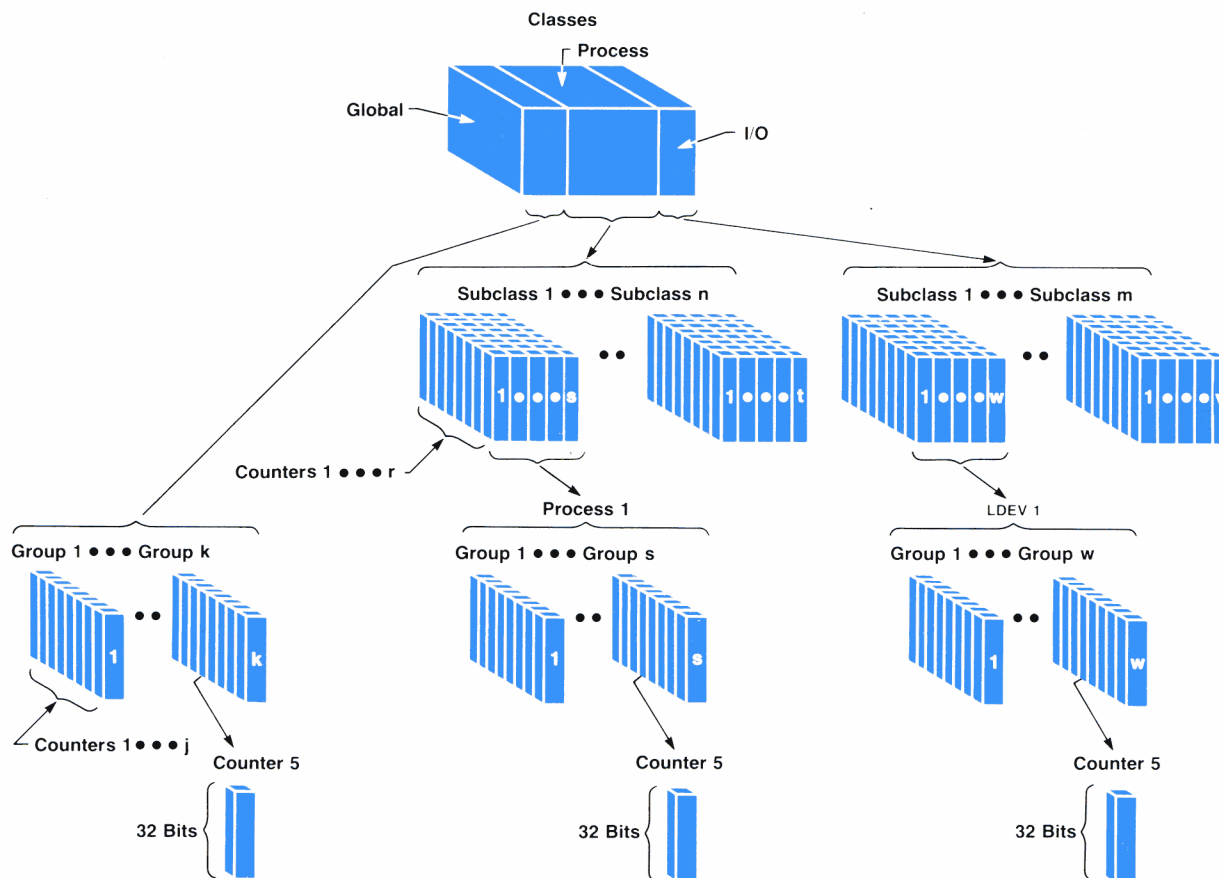 Classes
Process
Global
I/O
Subclass 1 ● ● ● Subclass n
Subclass 1 ● ● ● Subclass m
● ●
● ●
1 ● ● ● s
1 ● ● ● t
1 ● ● ● w
1 ● ● ●
Counters 1 ● ● ● r
Process 1
LDEV 1
Group 1 ● ● ● Group k
Group 1 ● ● ● Group s
Group 1 ● ● ● Group w
1 ● ● k
1 ● ● s
1 ● ● w
Counters 1 ● ● ● j
Counter 5
Counter 5
Counter 5
32 Bits
32 Bits
32 Bits